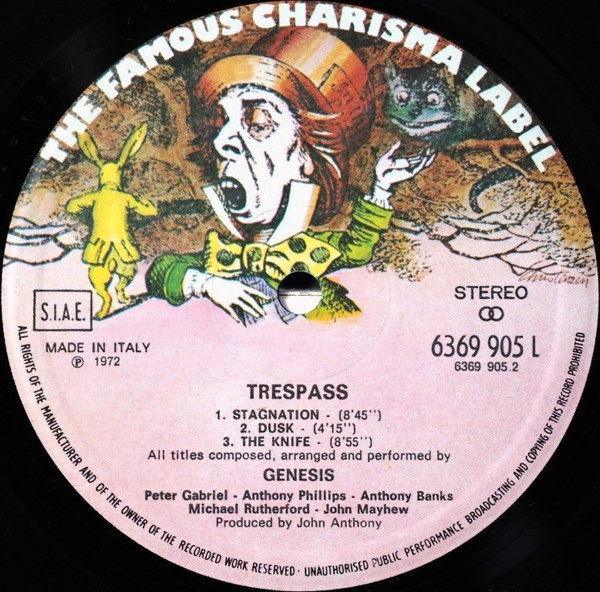 THE FAMOUS CHARISMA LABEL
STEREO
S.I.A.E.
MADE IN ITALY
℗ 1972
6369 905 L
6369 905.2
TRESPASS
1. STAGNATION - (8'45'')
2. DUSK - (4'15'')
3. THE KNIFE - (8'55'')
All titles composed, arranged and performed by
GENESIS
Peter Gabriel - Anthony Phillips - Anthony Banks
Michael Rutherford - John Mayhew
Produced by John Anthony
ALL RIGHTS OF THE MANUFACTURER AND OF THE OWNER OF THE RECORDED WORK RESERVED - UNAUTHORISED PUBLIC PERFORMANCE BROADCASTING AND COPYING OF THIS RECORD PROHIBITED